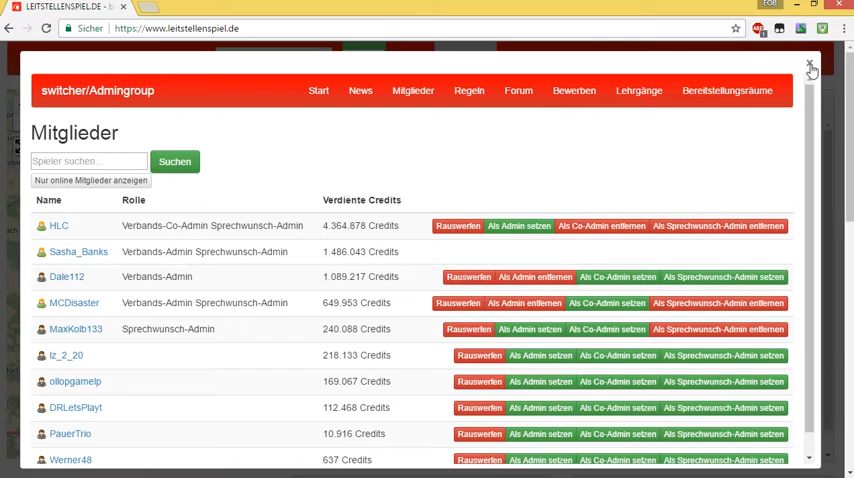 LEITSTELLENSPIEL.DE - b
EOB
Sicher https://www.leitstellenspiel.de
1
switcher/Admingroup Start News Mitglieder Regeln Forum Bewerben Lehrgänge Bereitstellungsräume
Mitglieder
Spieler suchen... Suchen
Nur online Mitglieder anzeigen
Name Rolle Verdiente Credits
HLC Verbands-Co-Admin Sprechwunsch-Admin 4.364.878 Credits Rauswerfen Als Admin setzen Als Co-Admin entfernen Als Sprechwunsch-Admin entfernen
Sasha_Banks Verbands-Admin Sprechwunsch-Admin 1.486.043 Credits
Dale112 Verbands-Admin 1.089.217 Credits Rauswerfen Als Admin entfernen Als Co-Admin setzen Als Sprechwunsch-Admin setzen
MCDisaster Verbands-Admin Sprechwunsch-Admin 649.953 Credits Rauswerfen Als Admin entfernen Als Co-Admin setzen Als Sprechwunsch-Admin entfernen
MaxKolb133 Sprechwunsch-Admin 240.088 Credits Rauswerfen Als Admin setzen Als Co-Admin setzen Als Sprechwunsch-Admin entfernen
lz_2_20 218.133 Credits Rauswerfen Als Admin setzen Als Co-Admin setzen Als Sprechwunsch-Admin setzen
ollopgamelp 169.067 Credits Rauswerfen Als Admin setzen Als Co-Admin setzen Als Sprechwunsch-Admin setzen
DRLetsPlayt 112.468 Credits Rauswerfen Als Admin setzen Als Co-Admin setzen Als Sprechwunsch-Admin setzen
PauerTrio 10.916 Credits Rauswerfen Als Admin setzen Als Co-Admin setzen Als Sprechwunsch-Admin setzen
Werner48 637 Credits Rauswerfen Als Admin setzen Als Co-Admin setzen Als Sprechwunsch-Admin setzen